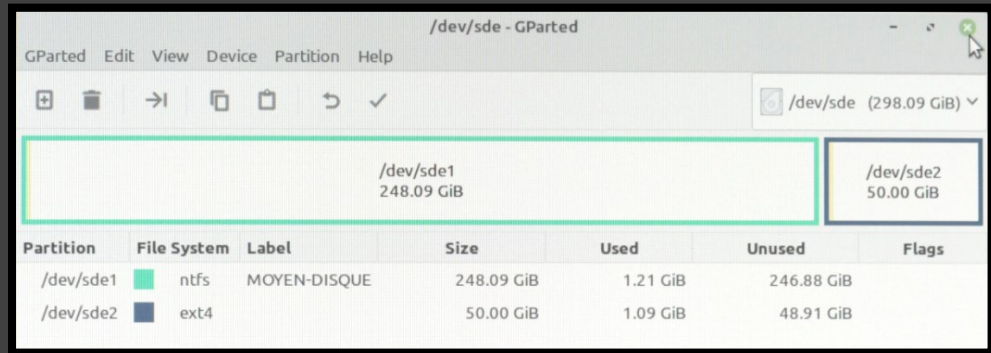 /dev/sde - GParted
GParted Edit View Device Partition Help
/dev/sde (298.09 GiB)
/dev/sde1
248.09 GiB
/dev/sde2
50.00 GiB
Partition File System Label Size Used Unused Flags
/dev/sde1 ntfs MOYEN-DISQUE 248.09 GiB 1.21 GiB 246.88 GiB
/dev/sde2 ext4 50.00 GiB 1.09 GiB 48.91 GiB